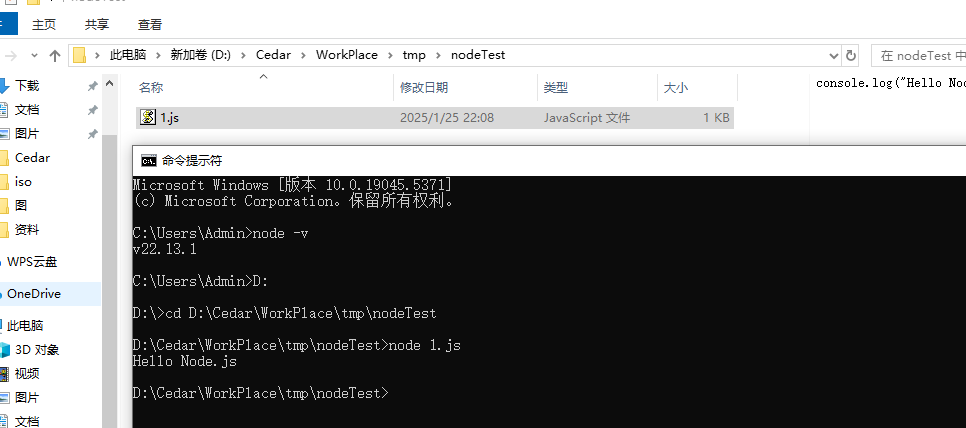 nodeTest
主页 共享 查看
此电脑 新加卷 (D:) Cedar WorkPlace tmp nodeTest
在 nodeTest 中
下载
文档
图片
Cedar
iso
图
资料
WPS云盘
OneDrive
此电脑
3D 对象
视频
图片
文档
名称 修改日期 类型 大小
1.js 2025/1/25 22:08 JavaScript 文件 1 KB
console.log("Hello Noc
命令提示符
Microsoft Windows [版本 10.0.19045.5371]
(c) Microsoft Corporation。保留所有权利。
C:\Users\Admin>node -v
v22.13.1
C:\Users\Admin>D:
D:\>cd D:\Cedar\WorkPlace\tmp\nodeTest
D:\Cedar\WorkPlace\tmp\nodeTest>node 1.js
Hello Node.js
D:\Cedar\WorkPlace\tmp\nodeTest>